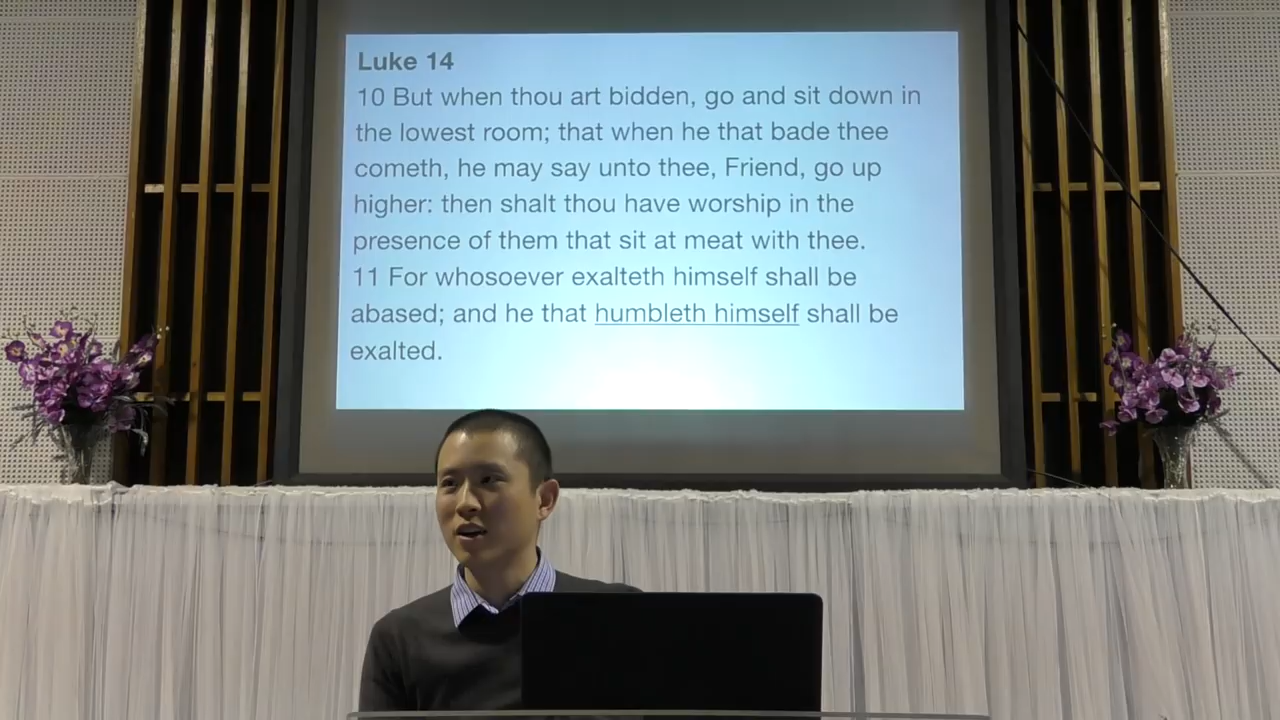 Luke 14
10 But when thou art bidden, go and sit down in
the lowest room; that when he that bade thee
cometh, he may say unto thee, Friend, go up
higher: then shalt thou have worship in the
presence of them that sit at meat with thee.
11 For whosoever exalteth himself shall be
abased; and he that humbleth himself shall be
exalted.